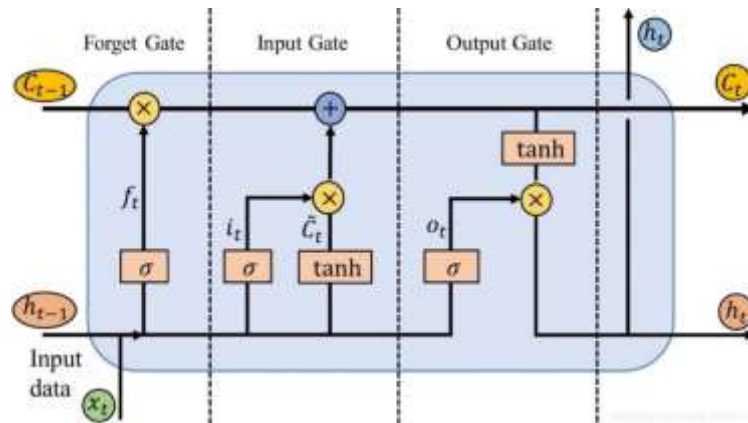 Forget Gate Input Gate Output Gate
h_t
C_{t-1} C_t
× +
tanh
f_t i_t C̃_t o_t
× ×
σ σ tanh σ
h_{t-1} h_t
Input
data
x_t